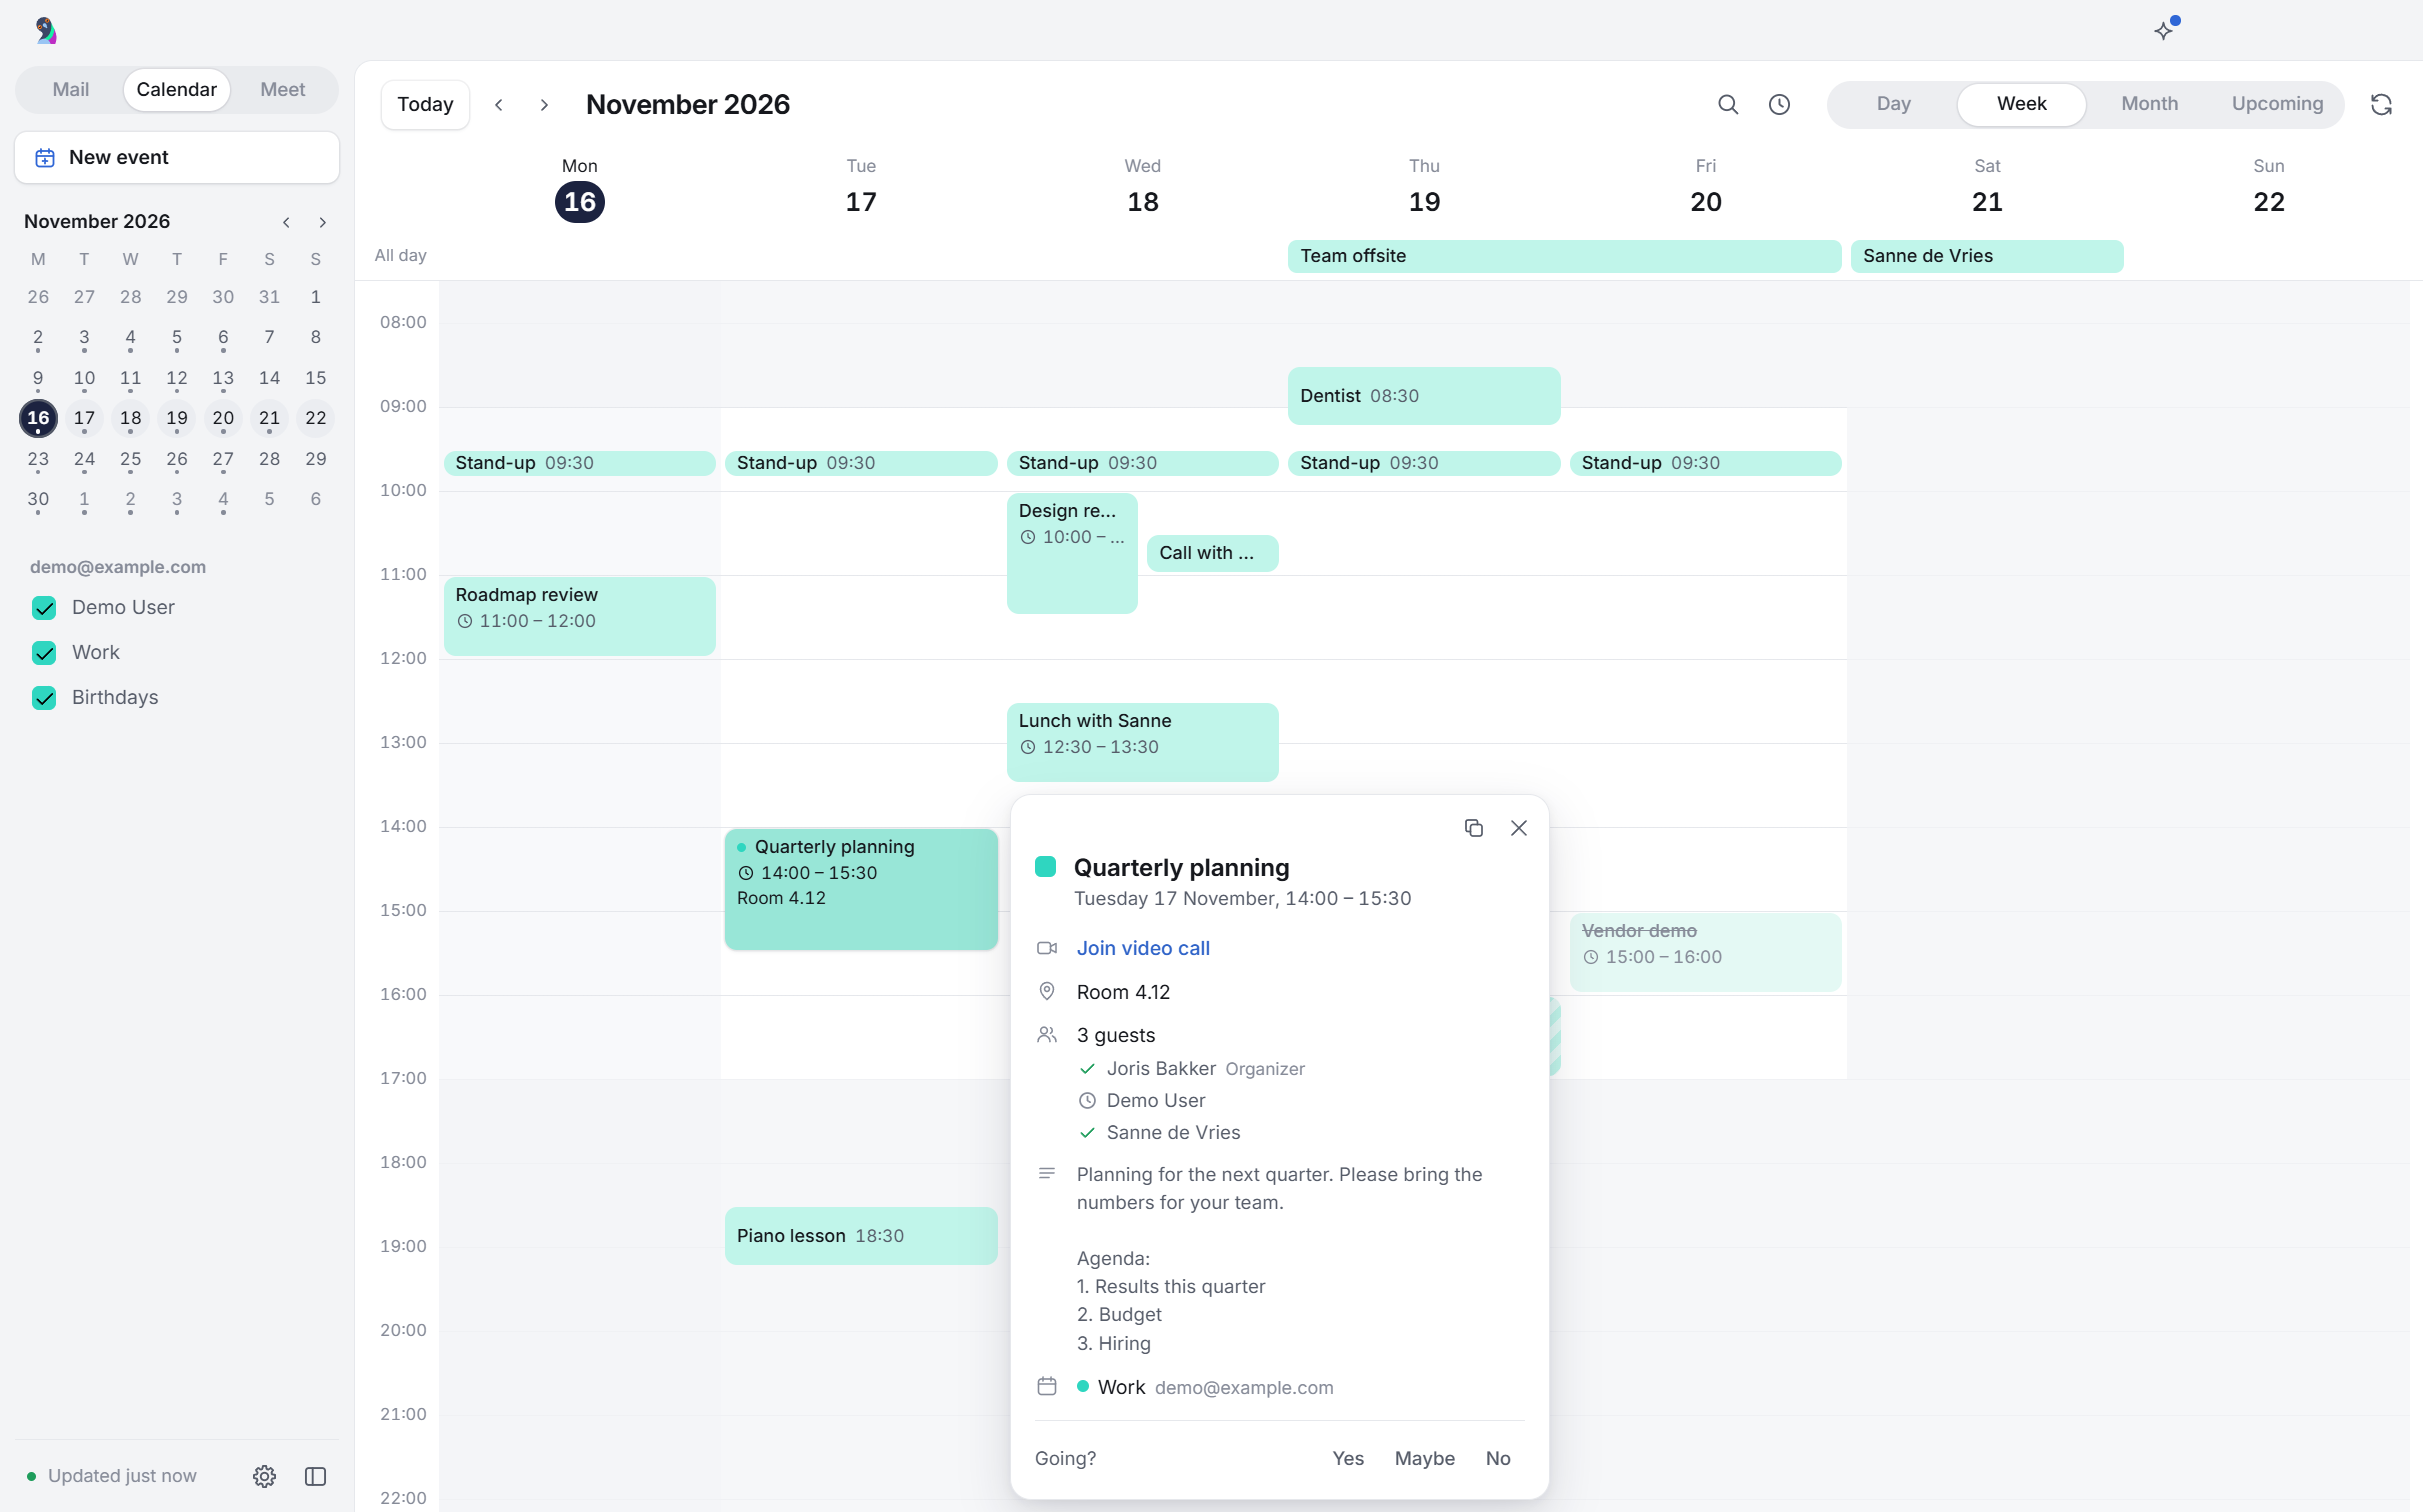 Mail Calendar Meet
New event
November 2026
M T W T F S S
26 27 28 29 30 31 1
2 3 4 5 6 7 8
9 10 11 12 13 14 15
16 17 18 19 20 21 22
23 24 25 26 27 28 29
30 1 2 3 4 5 6
demo@example.com
Demo User
Work
Birthdays
Updated just now
Today November 2026 Day Week Month Upcoming
Mon Tue Wed Thu Fri Sat Sun
16 17 18 19 20 21 22
All day Team offsite Sanne de Vries
08:00
Dentist 08:30
09:00
Stand-up 09:30 Stand-up 09:30 Stand-up 09:30 Stand-up 09:30 Stand-up 09:30
10:00
Design re...
10:00 – ...
Call with ...
11:00
Roadmap review
11:00 – 12:00
12:00
Lunch with Sanne
12:30 – 13:30
13:00
14:00
Quarterly planning
14:00 – 15:30
Room 4.12
15:00
Vendor demo
15:00 – 16:00
16:00
17:00
18:00
Piano lesson 18:30
19:00
20:00
21:00
22:00
Quarterly planning
Tuesday 17 November, 14:00 – 15:30
Join video call
Room 4.12
3 guests
Joris Bakker Organizer
Demo User
Sanne de Vries
Planning for the next quarter. Please bring the
numbers for your team.
Agenda:
1. Results this quarter
2. Budget
3. Hiring
Work demo@example.com
Going? Yes Maybe No